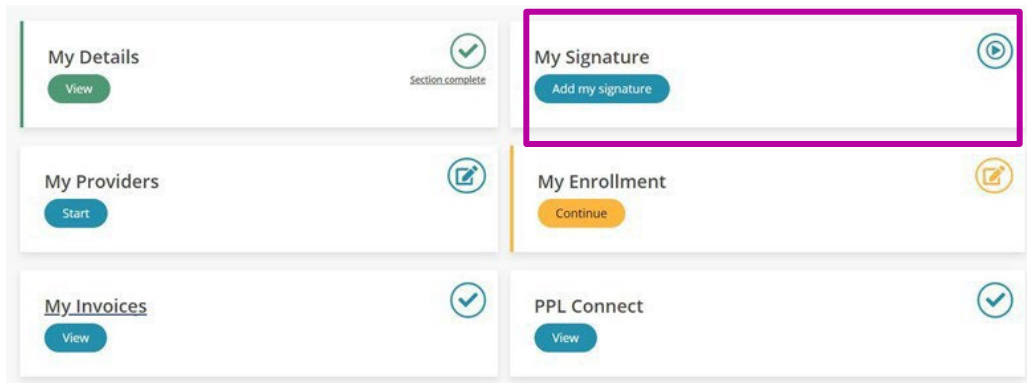 My Details
View
Section complete
My Signature
Add my signature
My Providers
Start
My Enrollment
Continue
My Invoices
View
PPL Connect
View